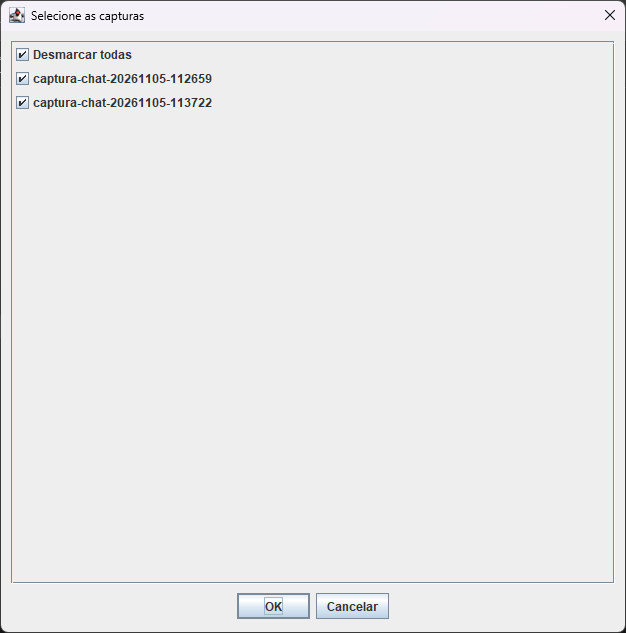 Selecione as capturas
Desmarcar todas
captura-chat-20261105-112659
captura-chat-20261105-113722
OK
Cancelar